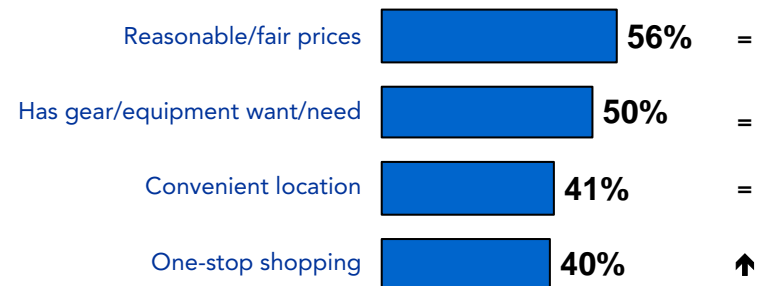 Reasonable/fair prices 56% =
Has gear/equipment want/need 50% =
Convenient location 41% =
One-stop shopping 40% ↑